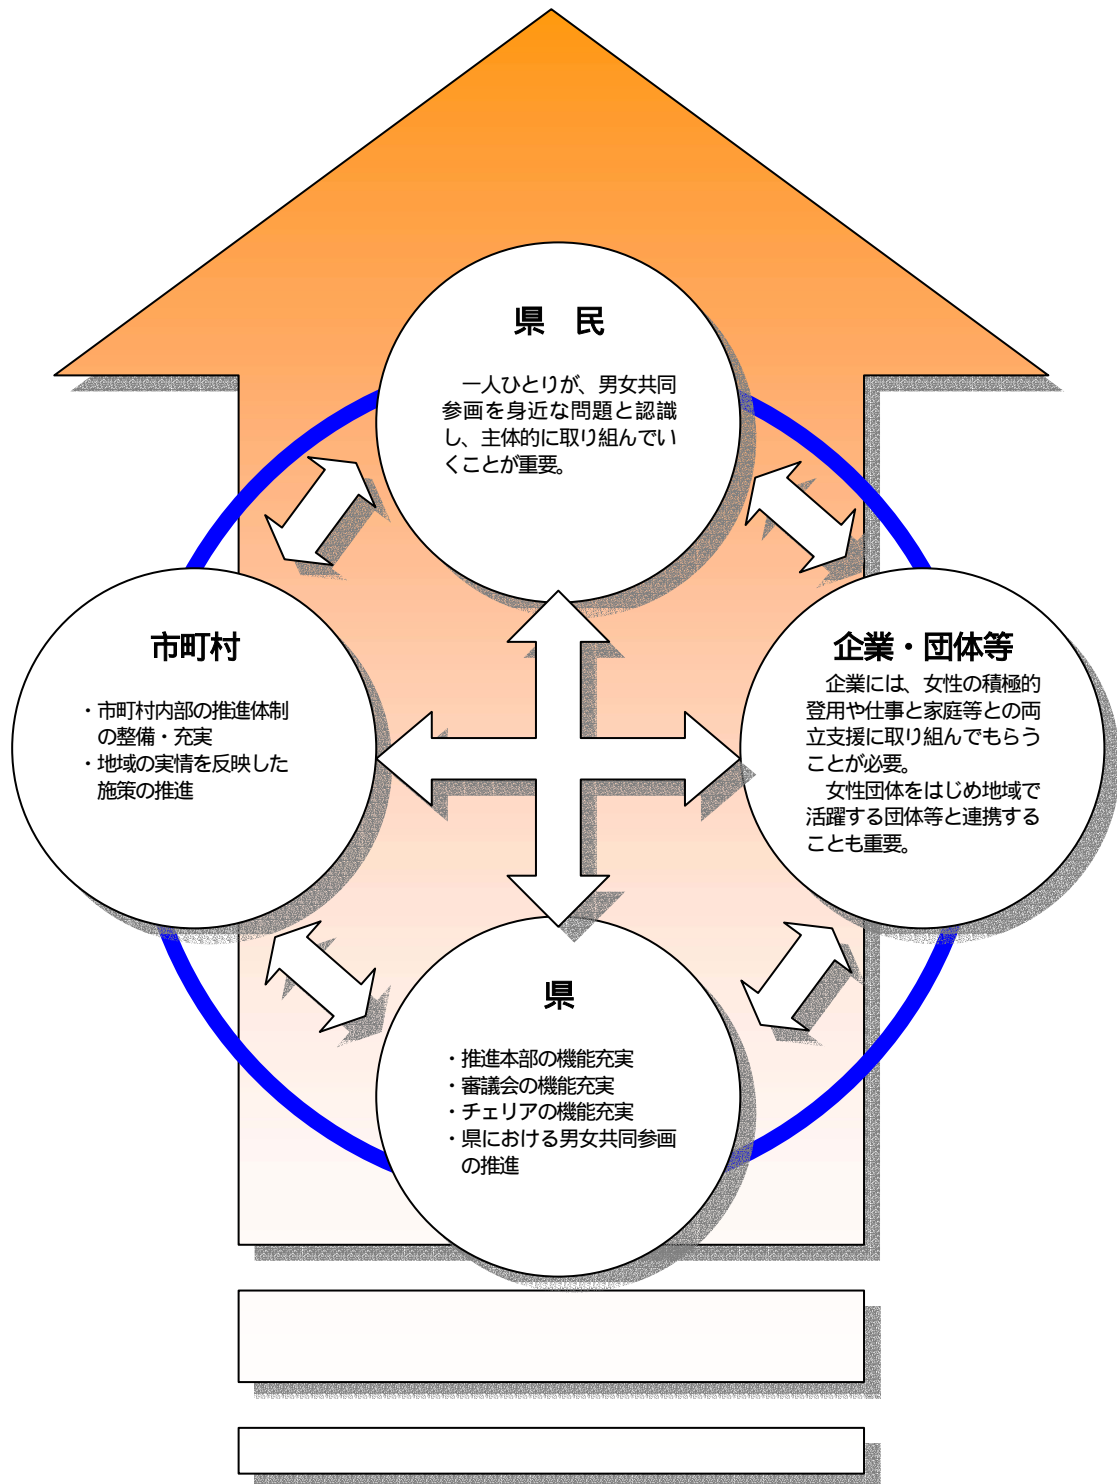 県　民
一人ひとりが、男女共同
参画を身近な問題と認識
し、主体的に取り組んでい
くことが重要。
市町村
・市町村内部の推進体制
の整備・充実
・地域の実情を反映した
施策の推進
企業・団体等
企業には、女性の積極的
登用や仕事と家庭等との両
立支援に取り組んでもらう
ことが必要。
女性団体をはじめ地域で
活躍する団体等と連携する
ことも重要。
県
・推進本部の機能充実
・審議会の機能充実
・チェリアの機能充実
・県における男女共同参画
の推進